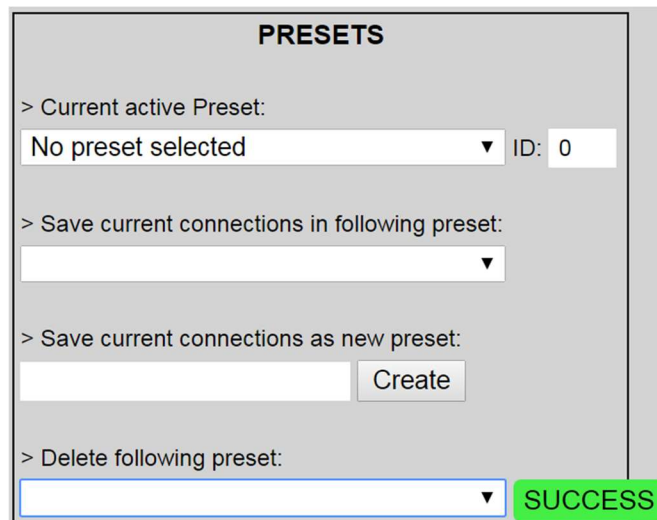 PRESETS
> Current active Preset:
No preset selected ▼ ID: 0
> Save current connections in following preset:
▼
> Save current connections as new preset:
Create
> Delete following preset:
▼ SUCCESS